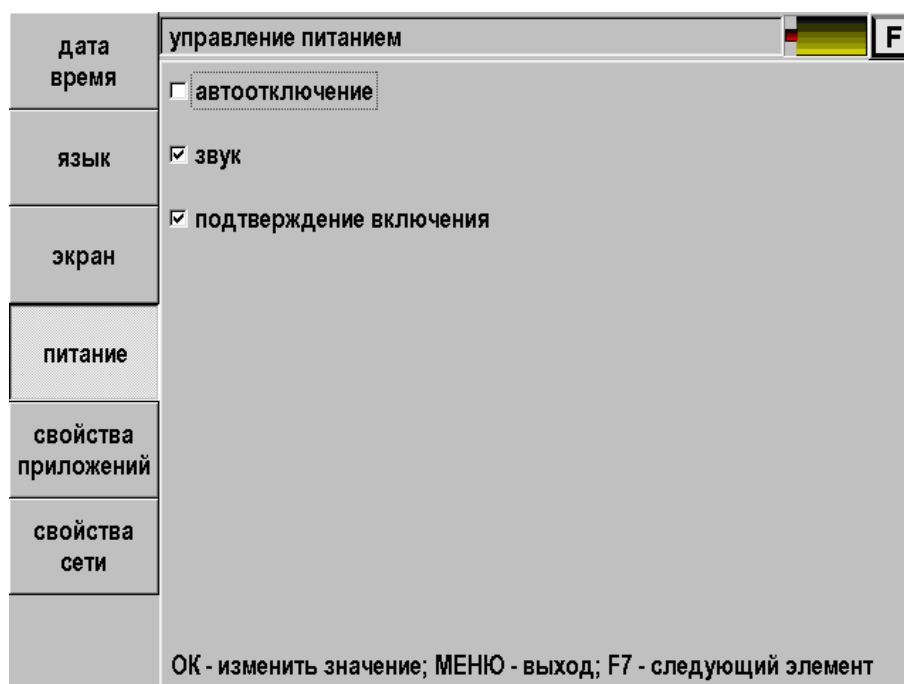 управление питанием
F
дата
время
язык
экран
питание
свойства
приложений
свойства
сети
автоотключение
звук
подтверждение включения
ОК - изменить значение; МЕНЮ - выход; F7 - следующий элемент